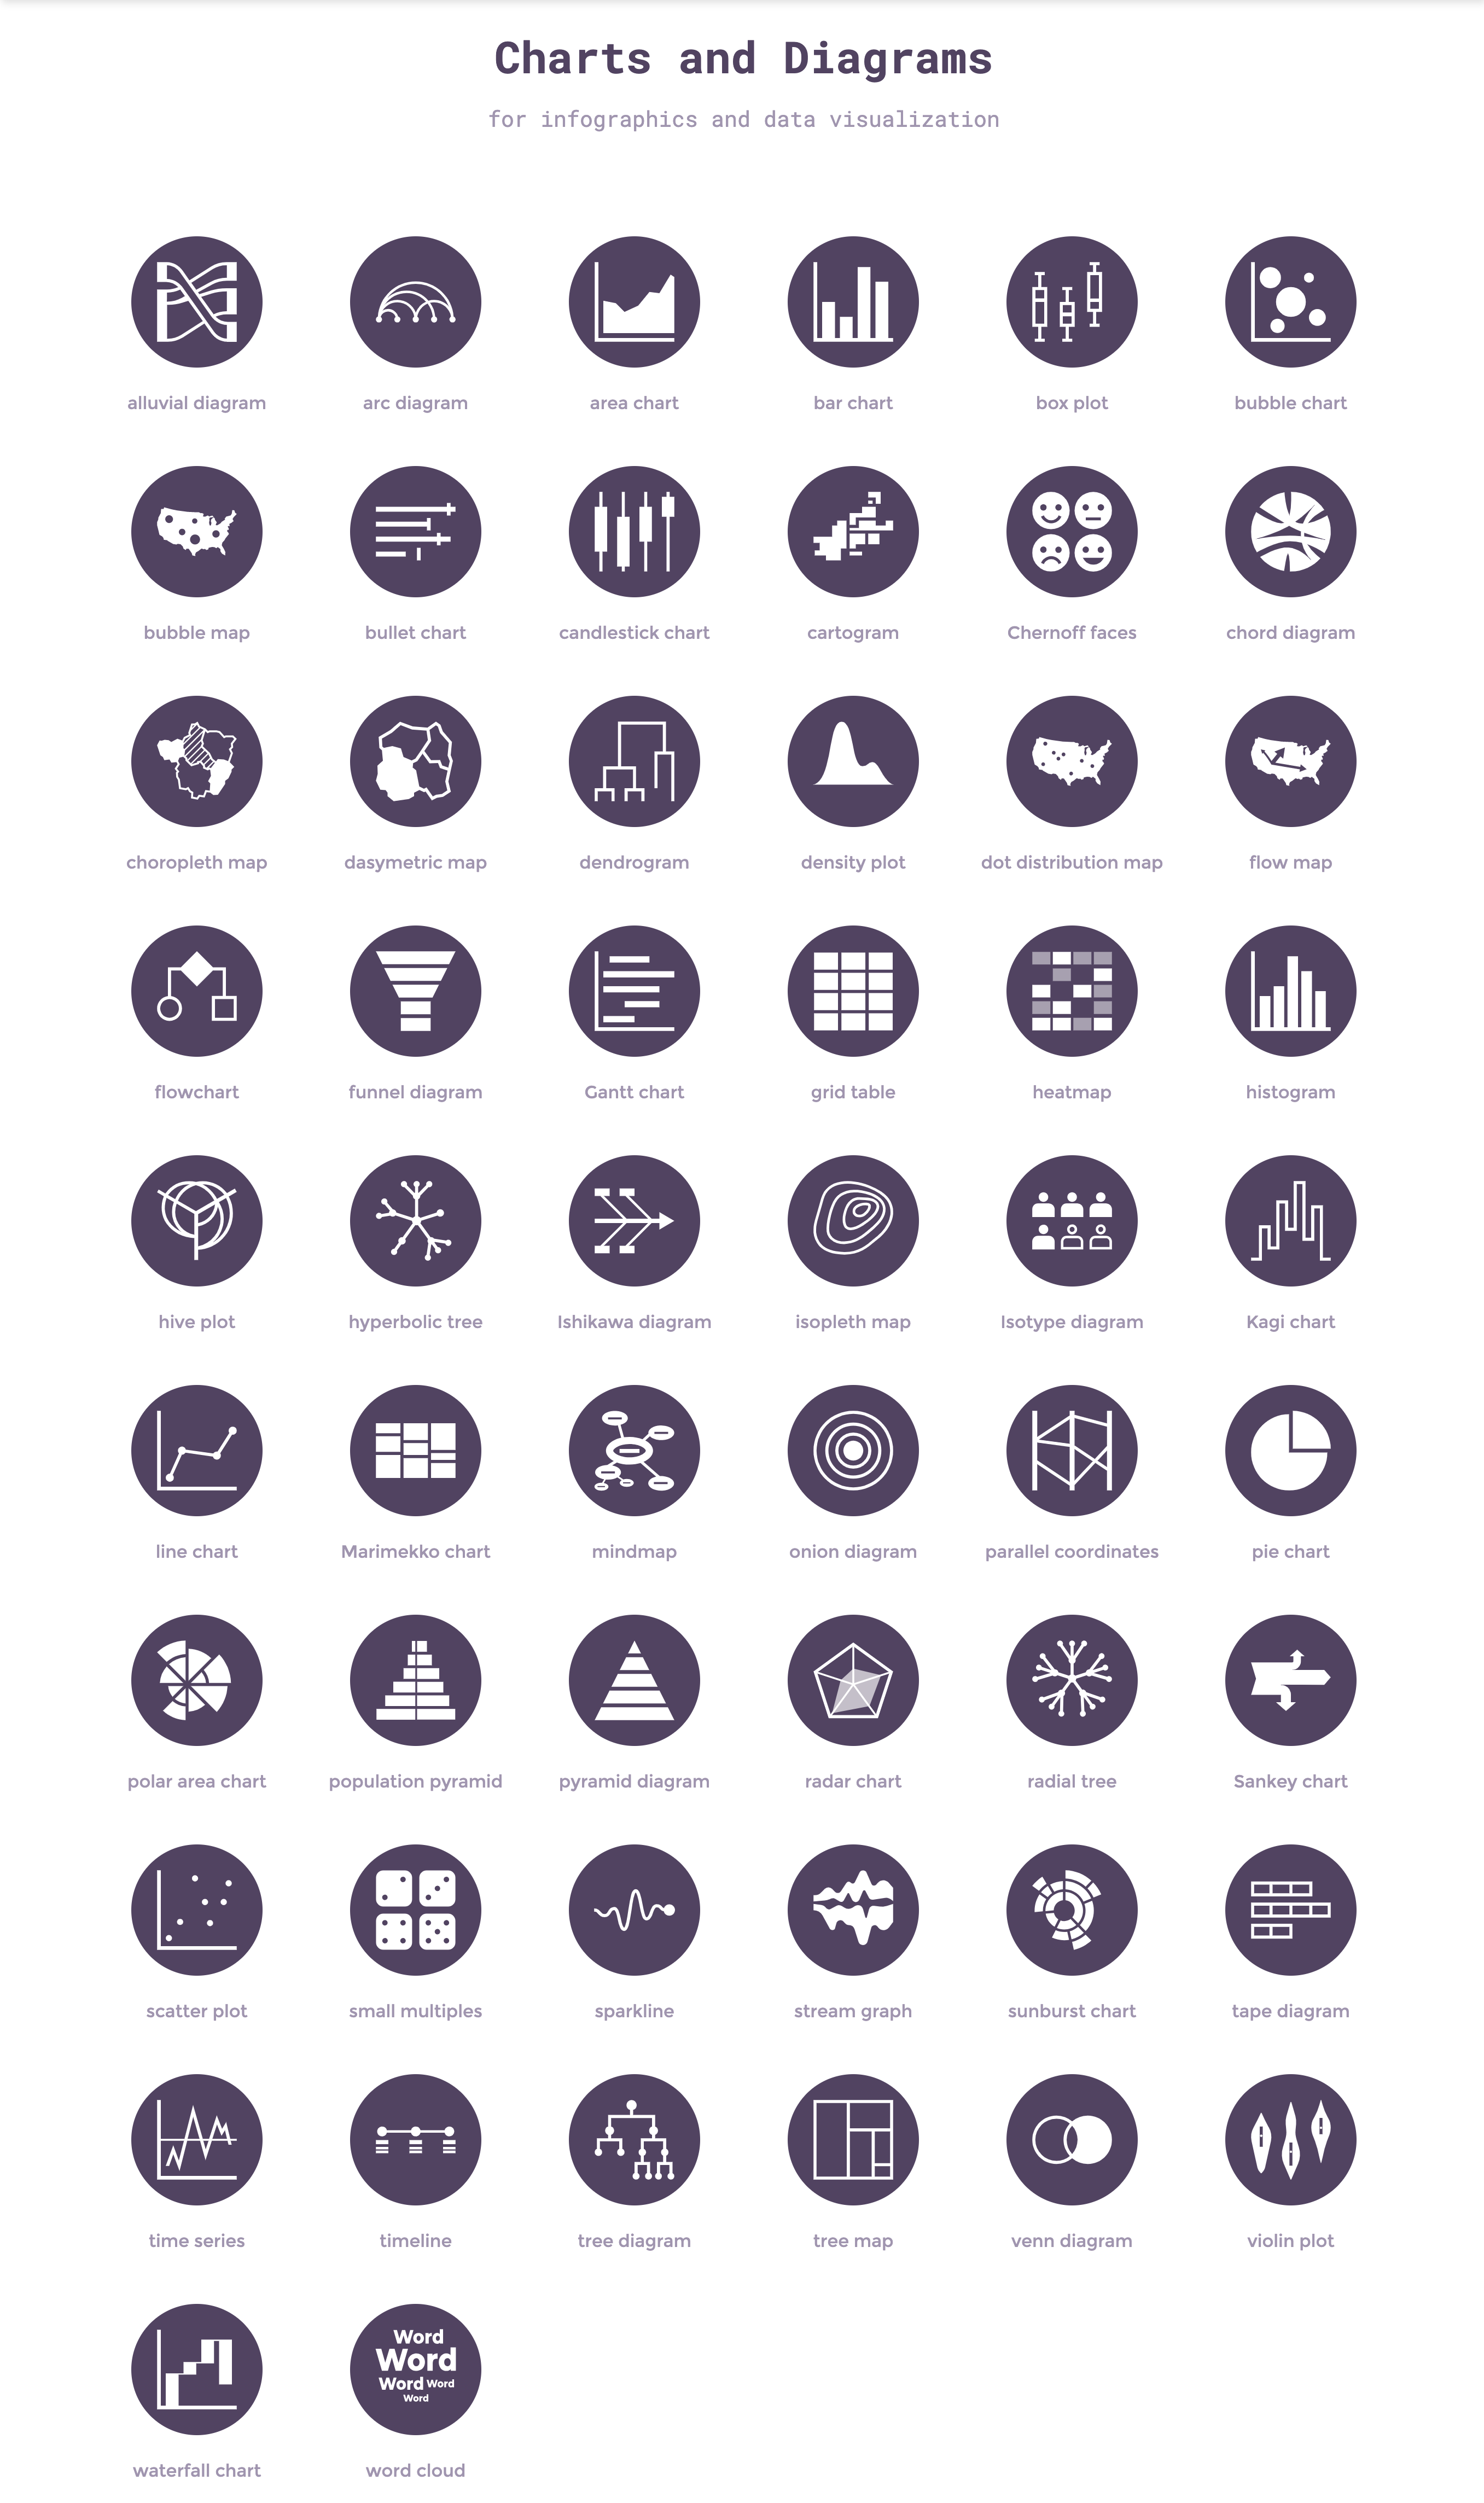 Charts and Diagrams
for infographics and data visualization
alluvial diagram
arc diagram
area chart
bar chart
box plot
bubble chart
bubble map
bullet chart
candlestick chart
cartogram
Chernoff faces
chord diagram
choropleth map
dasymetric map
dendrogram
density plot
dot distribution map
flow map
flowchart
funnel diagram
Gantt chart
grid table
heatmap
histogram
hive plot
hyperbolic tree
Ishikawa diagram
isopleth map
Isotype diagram
Kagi chart
line chart
Marimekko chart
mindmap
onion diagram
parallel coordinates
pie chart
polar area chart
population pyramid
pyramid diagram
radar chart
radial tree
Sankey chart
scatter plot
small multiples
sparkline
stream graph
sunburst chart
tape diagram
time series
timeline
tree diagram
tree map
venn diagram
violin plot
Word
Word
Word Word
Word
waterfall chart
word cloud